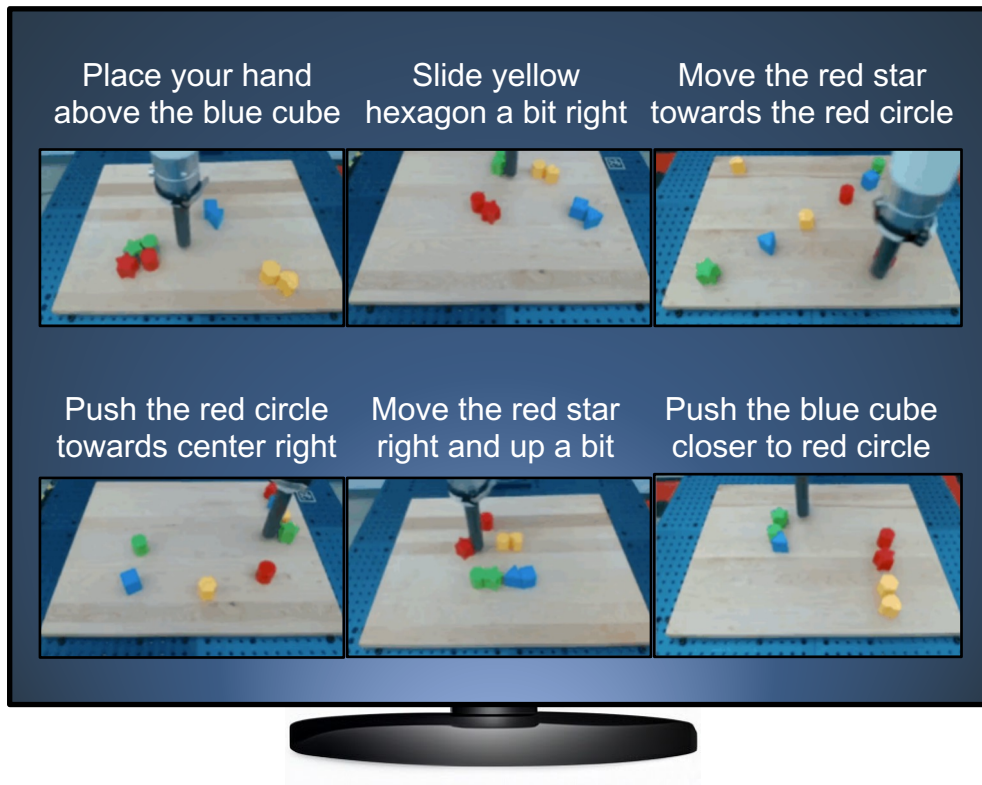 Place your hand
above the blue cube
Slide yellow
hexagon a bit right
Move the red star
towards the red circle
Push the red circle
towards center right
Move the red star
right and up a bit
Push the blue cube
closer to red circle